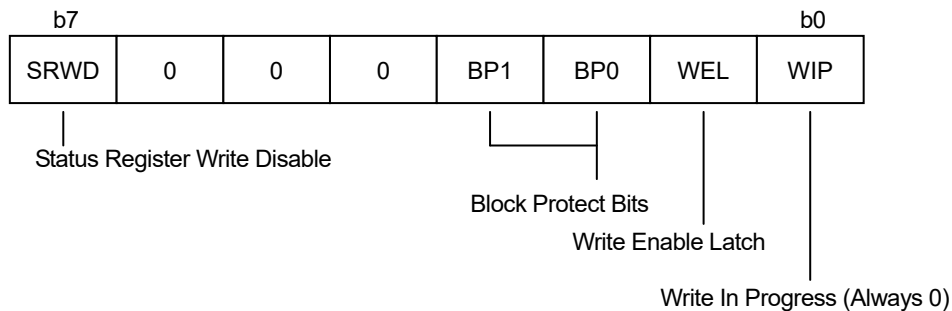 b7 b0
SRWD 0 0 0 BP1 BP0 WEL WIP
Status Register Write Disable
Block Protect Bits
Write Enable Latch
Write In Progress (Always 0)